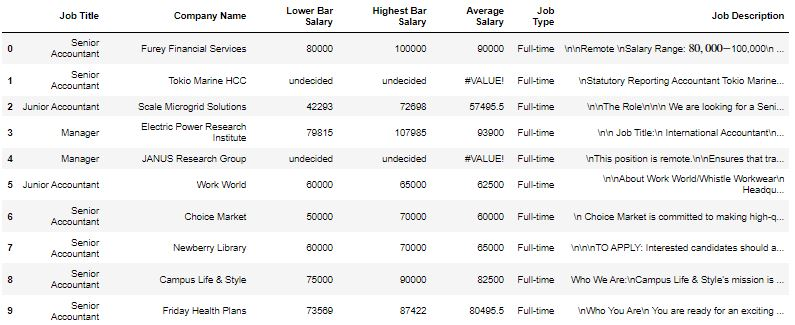 Job Title Company Name Lower Bar Salary Highest Bar Salary Average Salary Job Type Job Description
0 Senior Accountant Furey Financial Services 80000 100000 90000 Full-time \n\nRemote \nSalary Range: 80,000−100,000\n ...
1 Senior Accountant Tokio Marine HCC undecided undecided #VALUE! Full-time \nStatutory Reporting Accountant Tokio Marine...
2 Junior Accountant Scale Microgrid Solutions 42293 72698 57495.5 Full-time \n\nThe Role\n\n\n We are looking for a Seni...
3 Manager Electric Power Research Institute 79815 107985 93900 Full-time \n\n Job Title:\n International Accountant\n...
4 Manager JANUS Research Group undecided undecided #VALUE! Full-time \nThis position is remote.\n\nEnsures that tra...
5 Junior Accountant Work World 60000 65000 62500 Full-time \n\nAbout Work World/Whistle Workwear\n Headqu...
6 Senior Accountant Choice Market 50000 70000 60000 Full-time \n Choice Market is committed to making high-q...
7 Senior Accountant Newberry Library 60000 70000 65000 Full-time \n\n\nTO APPLY: Interested candidates should a...
8 Senior Accountant Campus Life & Style 75000 90000 82500 Full-time Who We Are:\nCampus Life & Style's mission is ...
9 Senior Accountant Friday Health Plans 73569 87422 80495.5 Full-time \nWho You Are\n You are ready for an exciting ...